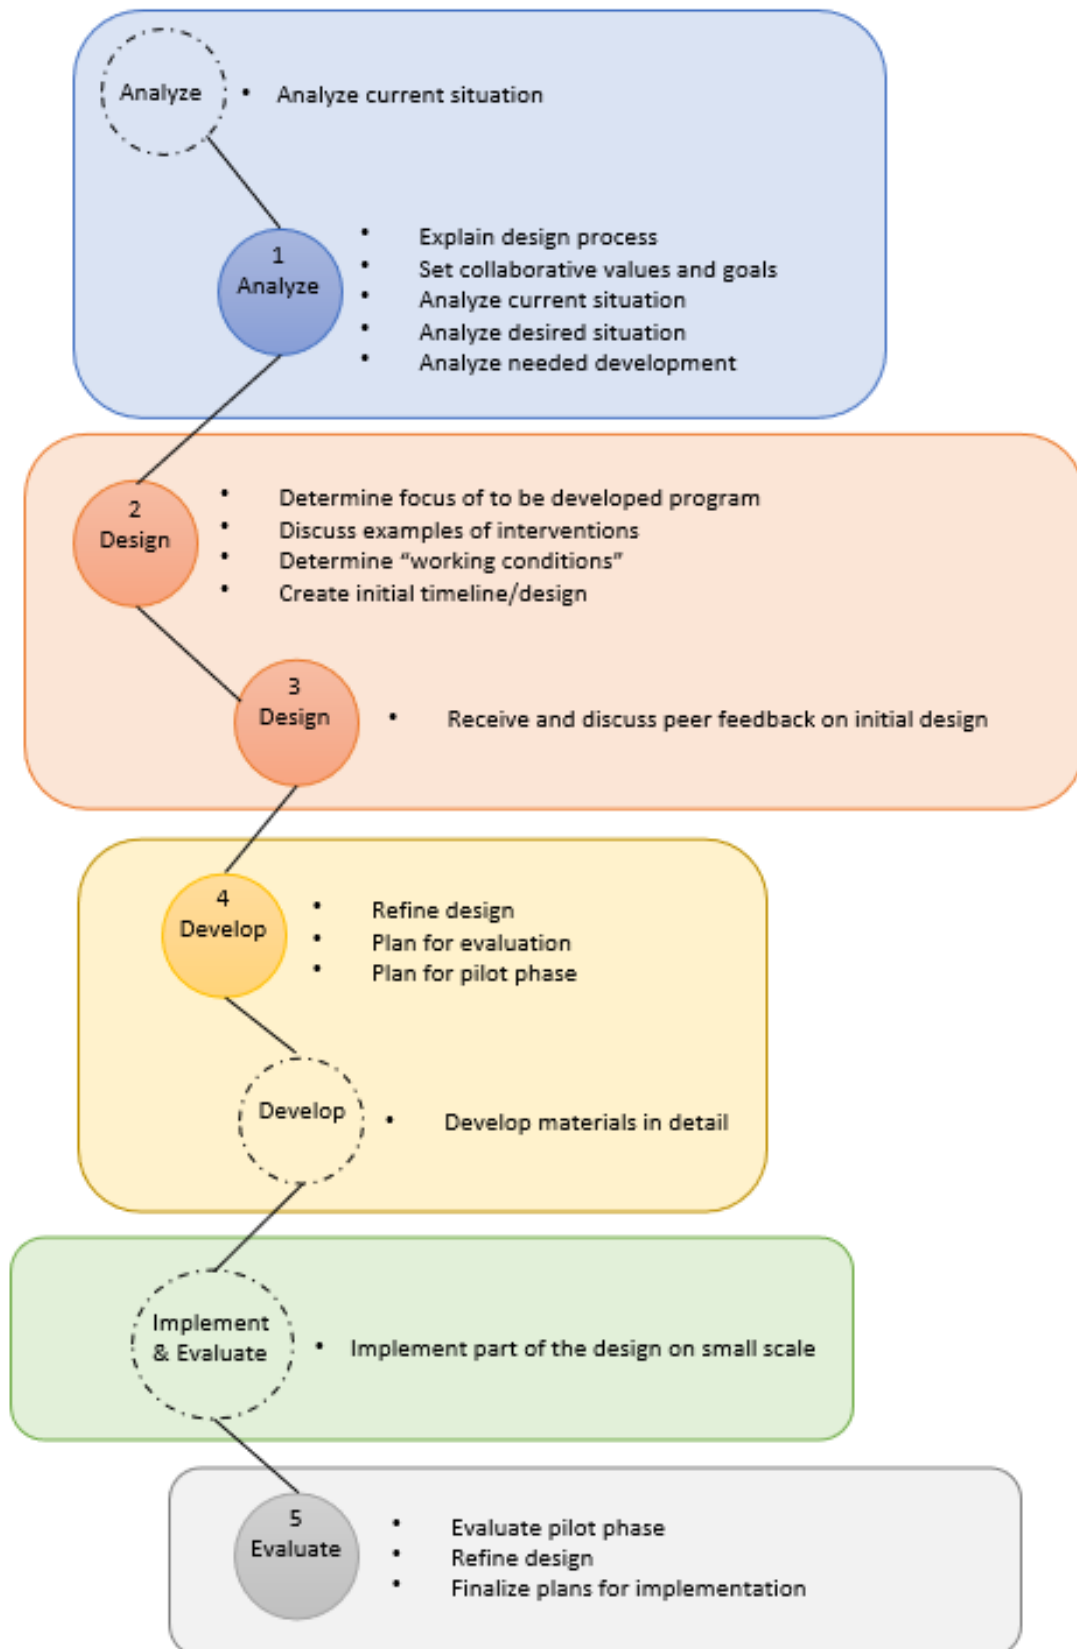 Analyze
• Analyze current situation
1
Analyze
• Explain design process
• Set collaborative values and goals
• Analyze current situation
• Analyze desired situation
• Analyze needed development
2
Design
• Determine focus of to be developed program
• Discuss examples of interventions
• Determine “working conditions”
• Create initial timeline/design
3
Design
• Receive and discuss peer feedback on initial design
4
Develop
• Refine design
• Plan for evaluation
• Plan for pilot phase
Develop
• Develop materials in detail
Implement
& Evaluate
• Implement part of the design on small scale
5
Evaluate
• Evaluate pilot phase
• Refine design
• Finalize plans for implementation